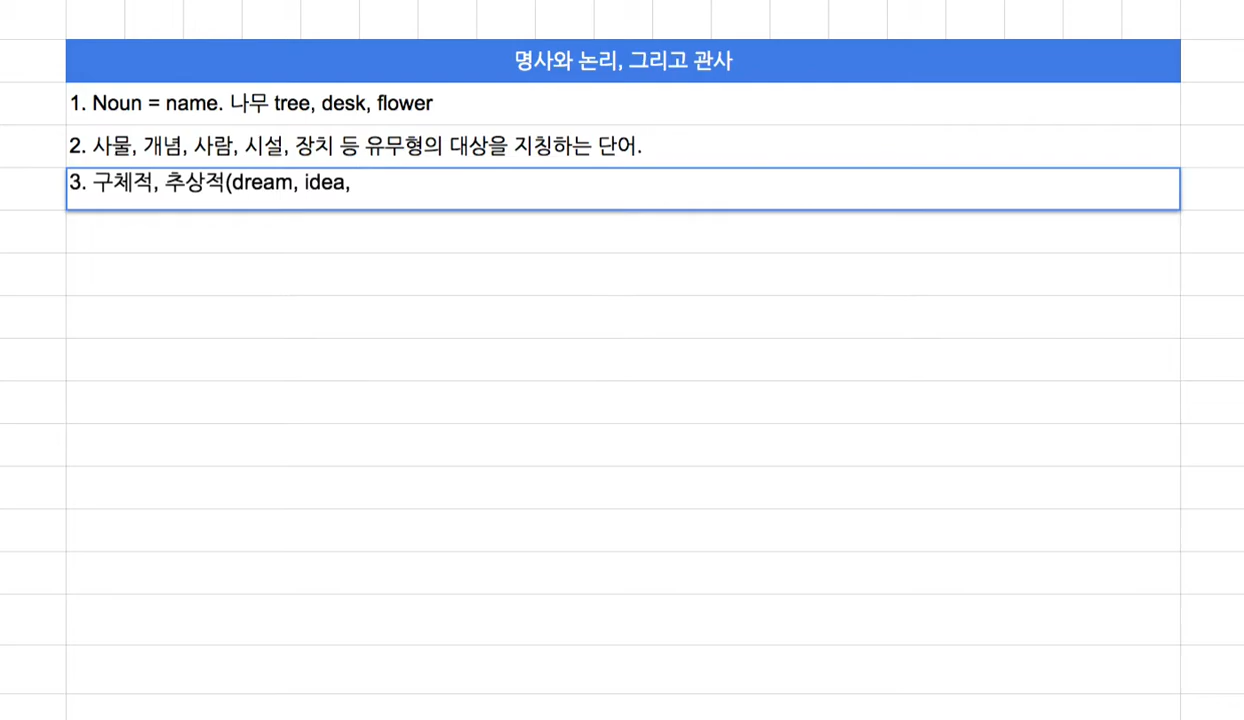 명사와 논리, 그리고 관사
1. Noun = name. 나무 tree, desk, flower
2. 사물, 개념, 사람, 시설, 장치 등 유무형의 대상을 지칭하는 단어.
3. 구체적, 추상적(dream, idea,